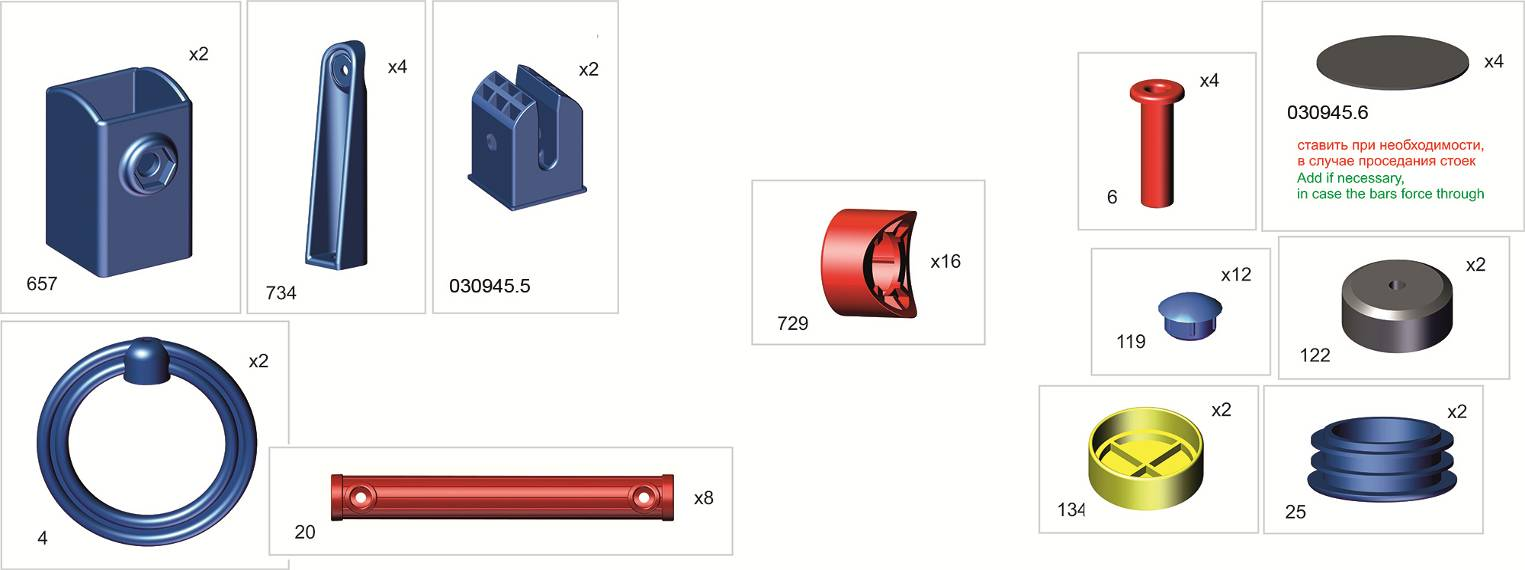 x2
657
x4
734
x2
030945.5
x2
4
x8
20
x16
729
x4
6
x4
030945.6
ставить при необходимости,
в случае проседания стоек
Add if necessary,
in case the bars force through
x12
119
x2
122
x2
134
x2
25